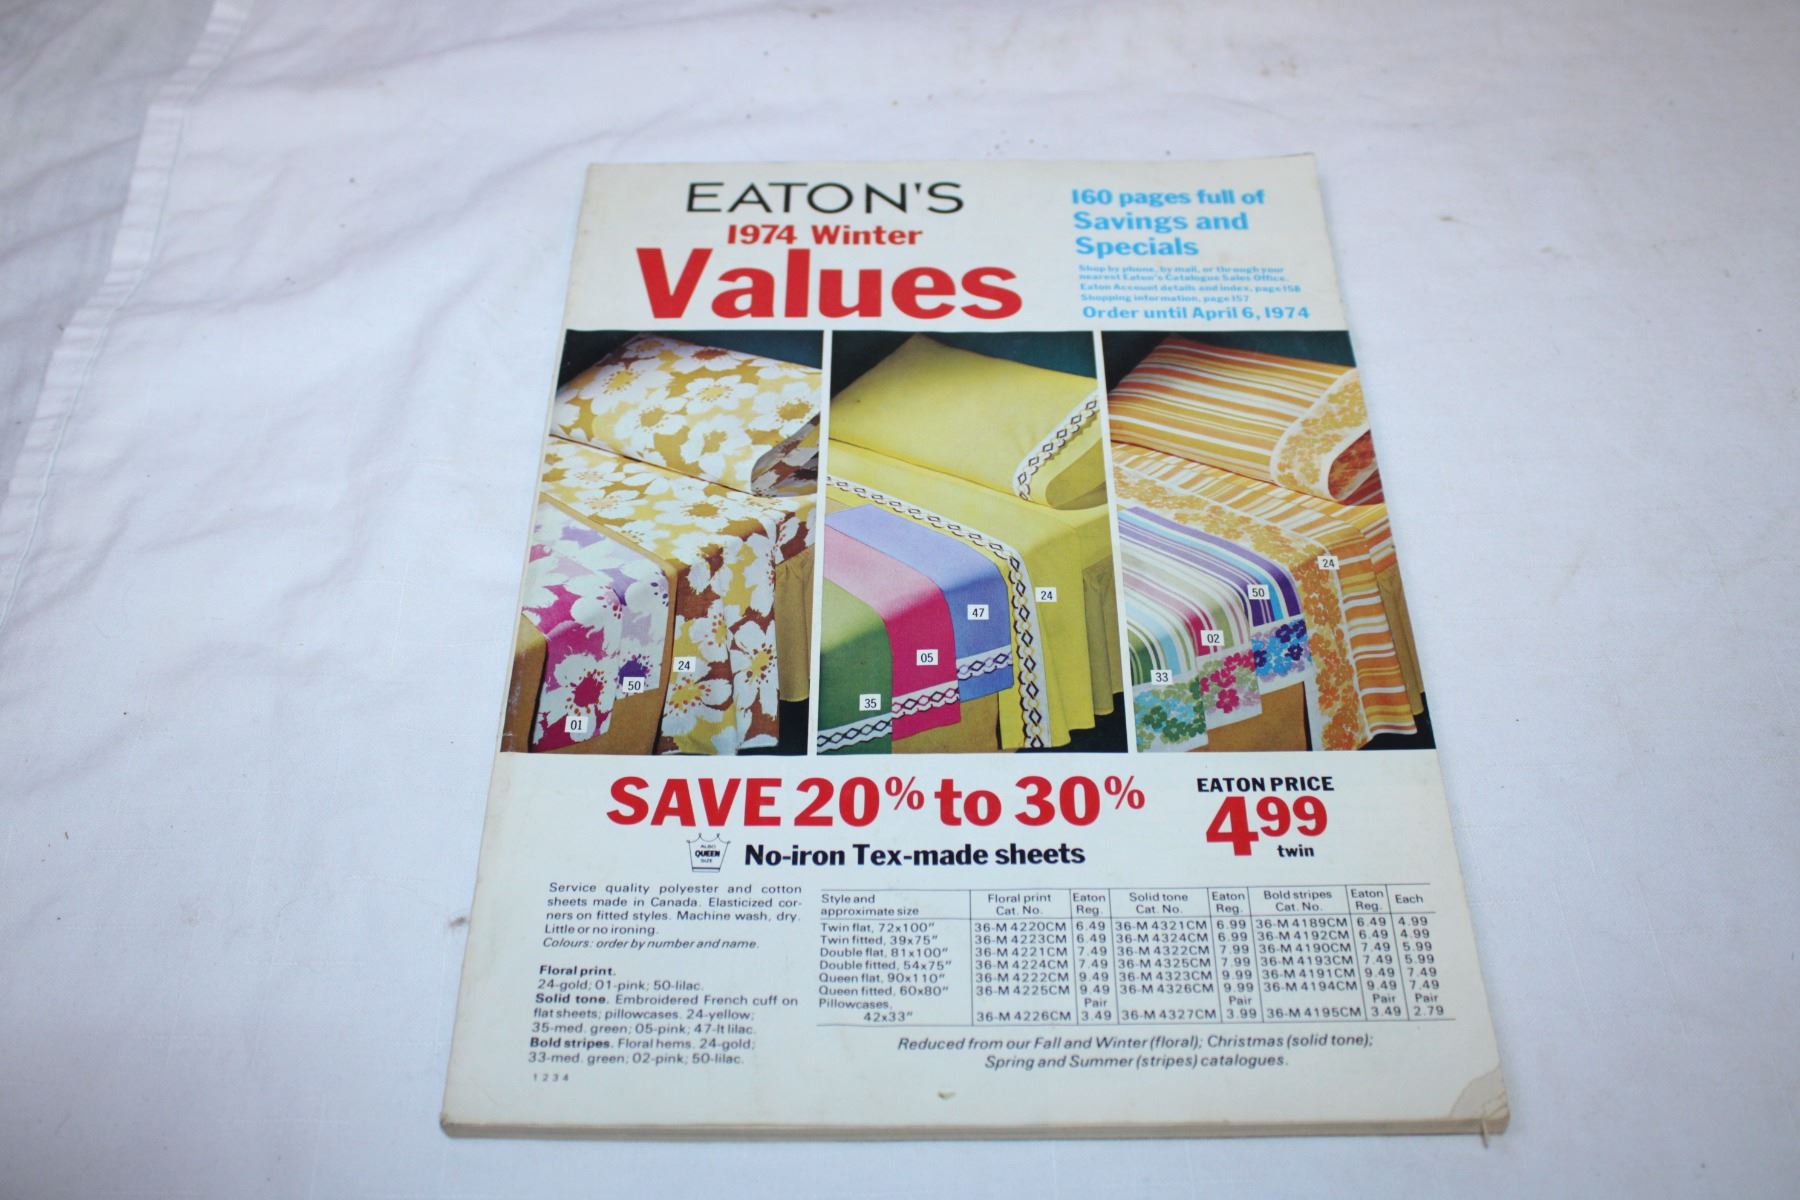 EATON'S
1974 Winter
Values
160 pages full of
Savings and
Specials
Shop by phone, by mail, or through your
nearest Eaton's Catalogue Sales Office.
Eaton Account details and index, page 158
Shopping information, page 157
Order until April 6, 1974
01
50
24
35
05
47
24
33
02
50
24
SAVE 20% to 30%
ALSO
QUEEN
SIZE
No-iron Tex-made sheets
EATON PRICE
4.99
twin
Service quality polyester and cotton
sheets made in Canada. Elasticized cor-
ners on fitted styles. Machine wash, dry.
Little or no ironing.
Colours: order by number and name.
Floral print.
24-gold; 01-pink; 50-lilac.
Solid tone. Embroidered French cuff on
flat sheets; pillowcases. 24-yellow;
35-med. green; 05-pink; 47-lt lilac.
Bold stripes. Floral hems. 24-gold;
33-med. green; 02-pink; 50-lilac.
1 2 3 4
Style and approximate size | Floral print Cat. No. | Eaton Reg. | Solid tone Cat. No. | Eaton Reg. | Bold stripes Cat. No. | Eaton Reg. | Each
Twin flat, 72x100" 36-M 4220CM 6.49 36-M 4321CM 6.99 36-M 4189CM 6.49 4.99
Twin fitted, 39x75" 36-M 4223CM 6.49 36-M 4324CM 6.99 36-M 4192CM 6.49 4.99
Double flat, 81x100" 36-M 4221CM 7.49 36-M 4322CM 7.99 36-M 4190CM 7.49 5.99
Double fitted, 54x75" 36-M 4224CM 7.49 36-M 4325CM 7.99 36-M 4193CM 7.49 5.99
Queen flat, 90x110" 36-M 4222CM 9.49 36-M 4323CM 9.99 36-M 4191CM 9.49 7.49
Queen fitted, 60x80" 36-M 4225CM 9.49 36-M 4326CM 9.99 36-M 4194CM 9.49 7.49
Pillowcases, Pair Pair Pair Pair
42x33" 36-M 4226CM 3.49 36-M 4327CM 3.99 36-M 4195CM 3.49 2.79
Reduced from our Fall and Winter (floral); Christmas (solid tone);
Spring and Summer (stripes) catalogues.